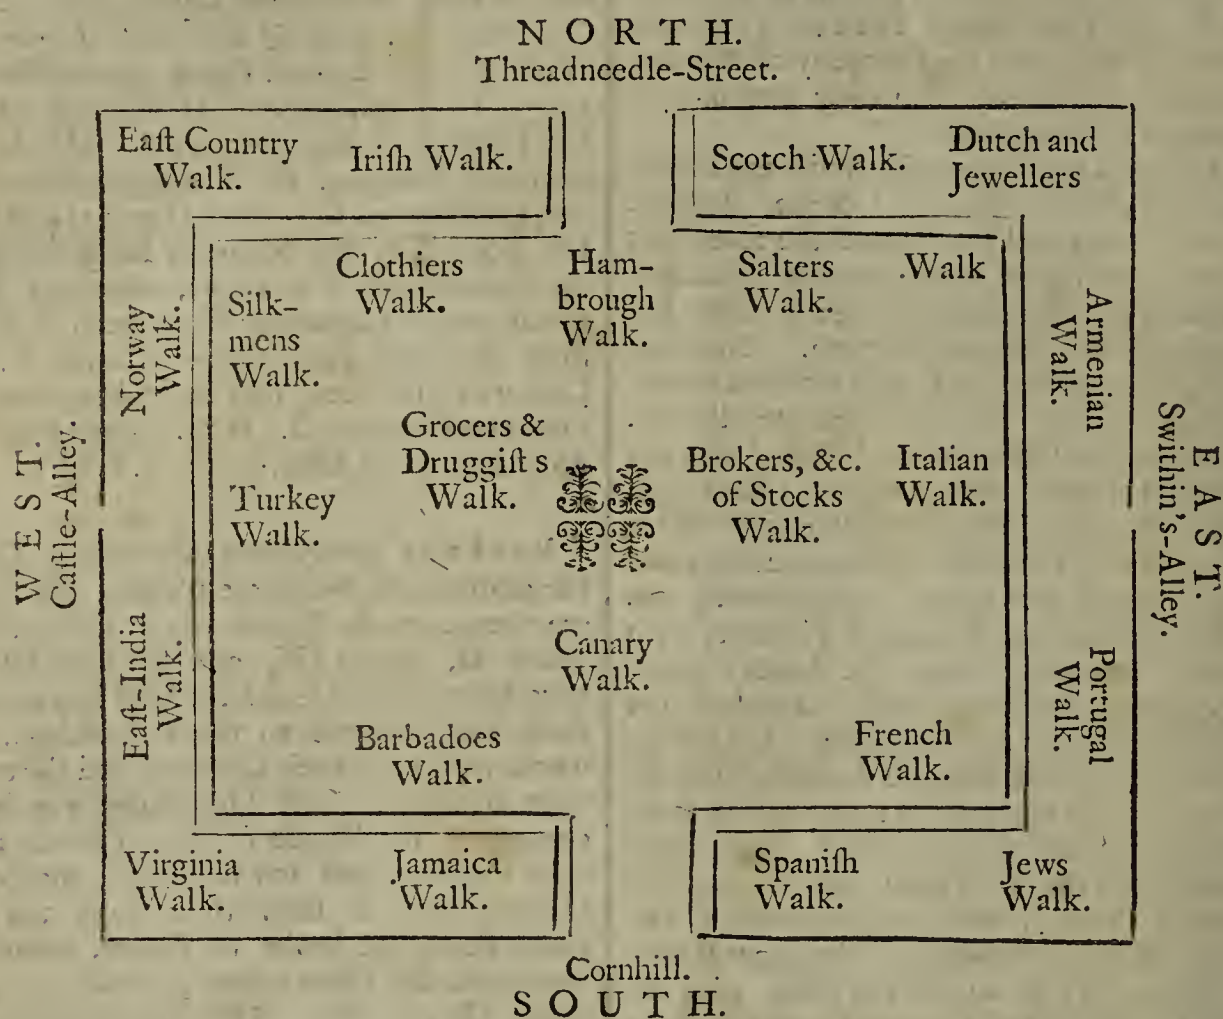 NORTH.
Threadneedle-Street.
Eaſt Country
Walk.
Iriſh Walk.
Scotch Walk.
Dutch and
Jewellers
Clothiers
Walk.
Ham-
brough
Walk.
Salters
Walk.
.Walk
Silk-
mens
Walk.
Norway
Walk.
Armenian
Walk.
Grocers &
Druggiſts
Walk.
Brokers, &c.
of Stocks
Walk.
Italian
Walk.
Turkey
Walk.
WEST.
Caſtle-Alley.
EAST.
Swithin's-Alley.
Eaſt-India
Walk.
Canary
Walk.
Portugal
Walk.
Barbadoes
Walk.
French
Walk.
Virginia
Walk.
Jamaica
Walk.
Spaniſh
Walk.
Jews
Walk.
Cornhill.
SOUTH.